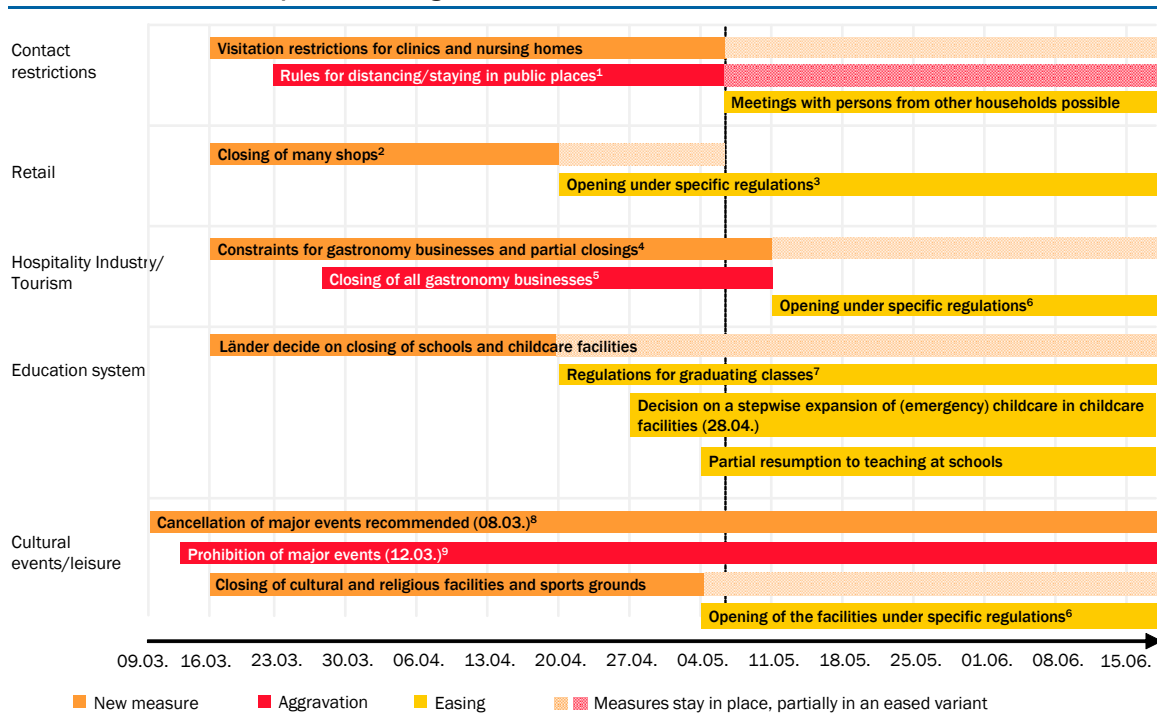 Contact
restrictions
Visitation restrictions for clinics and nursing homes
Rules for distancing/staying in public places¹
Meetings with persons from other households possible
Retail
Closing of many shops²
Opening under specific regulations³
Hospitality Industry/
Tourism
Constraints for gastronomy businesses and partial closings⁴
Closing of all gastronomy businesses⁵
Opening under specific regulations⁶
Education system
Länder decide on closing of schools and childcare facilities
Regulations for graduating classes⁷
Decision on a stepwise expansion of (emergency) childcare in childcare
facilities (28.04.)
Partial resumption to teaching at schools
Cultural
events/leisure
Cancellation of major events recommended (08.03.)⁸
Prohibition of major events (12.03.)⁹
Closing of cultural and religious facilities and sports grounds
Opening of the facilities under specific regulations⁶
09.03. 16.03. 23.03. 30.03. 06.04. 13.04. 20.04. 27.04. 04.05. 11.05. 18.05. 25.05. 01.06. 08.06. 15.06.
New measure Aggravation Easing Measures stay in place, partially in an eased variant